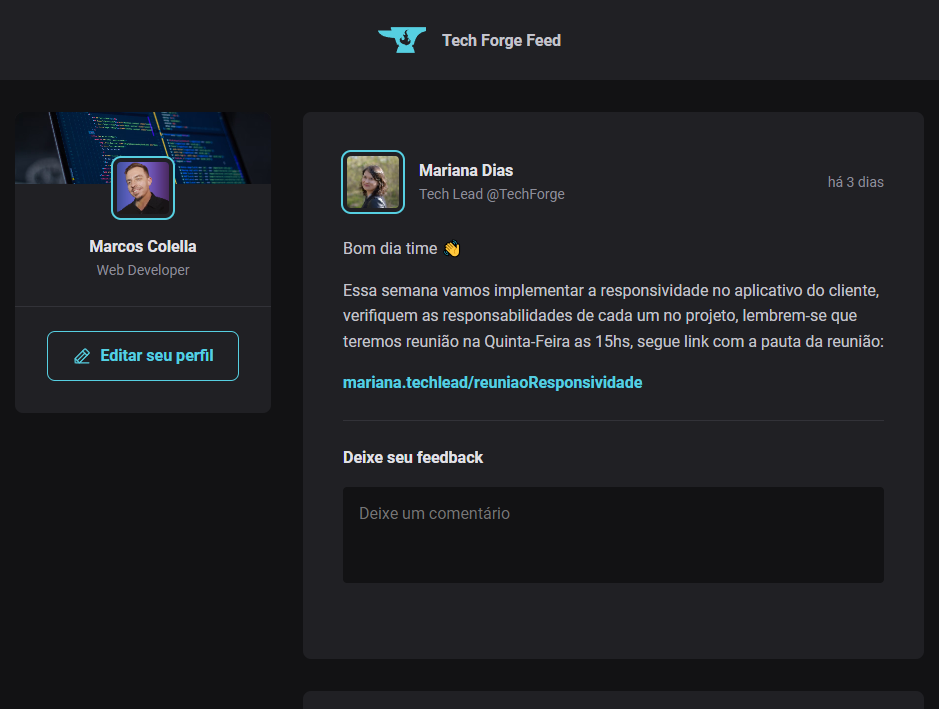 Tech Forge Feed
Marcos Colella
Web Developer
Editar seu perfil
Mariana Dias
Tech Lead @TechForge
há 3 dias
Bom dia time 👋
Essa semana vamos implementar a responsividade no aplicativo do cliente,
verifiquem as responsabilidades de cada um no projeto, lembrem-se que
teremos reunião na Quinta-Feira as 15hs, segue link com a pauta da reunião:
mariana.techlead/reuniaoResponsividade
Deixe seu feedback
Deixe um comentário